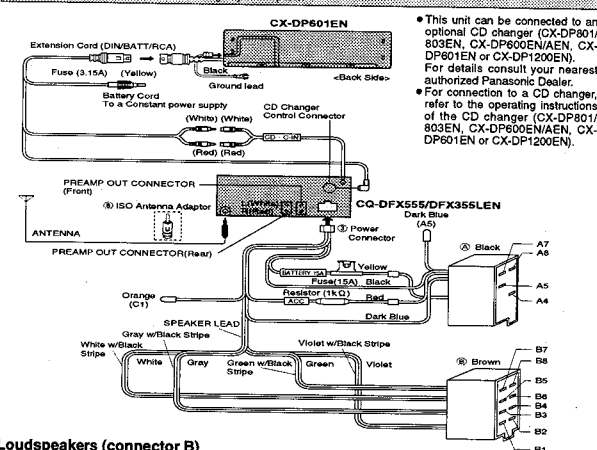 CX-DP601EN
Extension Cord (DIN/BATT/RCA)
Fuse (3.15A) (Yellow)
Black
Ground lead
<Back Side>
Battery Cord
To a Constant power supply
CD Changer
Control Connector
(White) (White)
CD·C-IN
(Red) (Red)
• This unit can be connected to an
optional CD changer (CX-DP801/
803EN, CX-DP600EN/AEN, CX-
DP601EN or CX-DP1200EN).
For details consult your nearest
authorized Panasonic Dealer.
• For connection to a CD changer,
refer to the operating instructions
of the CD changer (CX-DP801/
803EN, CX-DP600EN/AEN, CX-
DP601EN or CX-DP1200EN).
PREAMP OUT CONNECTOR
(Front)
L(White)
R(Red)
CQ-DFX555/DFX355LEN
Dark Blue
(A5)
⑥ ISO Antenna Adaptor
ANTENNA
PREAMP OUT CONNECTOR(Rear)
③ Power
Connector
Ⓐ Black
A7
A8
A5
A4
Yellow
BATTERY 15A
Fuse(15A) Black
Resistor (1kΩ)
ACC
Red
Orange
(C1)
Dark Blue
SPEAKER LEAD
Gray w/Black Stripe
White w/Black
Stripe
Violet w/Black Stripe
White
Gray
Green w/Black
Stripe
Green
Violet
Ⓑ Brown
B7
B8
B5
B6
B4
B3
B2
B1
Loudspeakers (connector B)